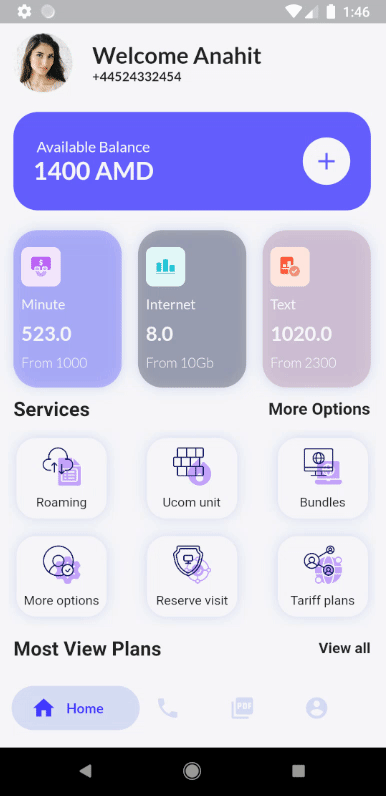 1:46
Welcome Anahit
+44524332454
Available Balance
1400 AMD
Minute
523.0
From 1000
Internet
8.0
From 10Gb
Text
1020.0
From 2300
Services
More Options
Roaming
Ucom unit
Bundles
More options
Reserve visit
Tariff plans
Most View Plans
View all
Home
PDF